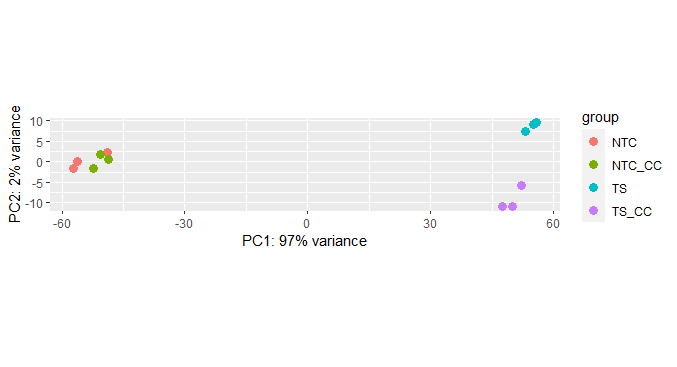 PC2: 2% variance
10
5
0
-5
-10
-60
-30
0
30
60
PC1: 97% variance
group
NTC
NTC_CC
TS
TS_CC